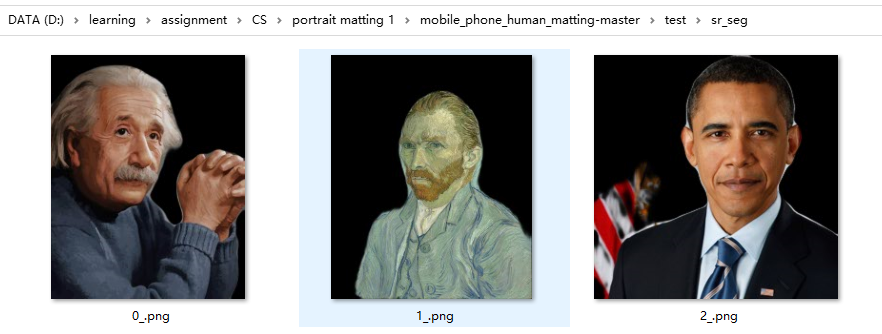 DATA (D:) › learning › assignment › CS › portrait matting 1 › mobile_phone_human_matting-master › test › sr_seg
0_.png 1_.png 2_.png